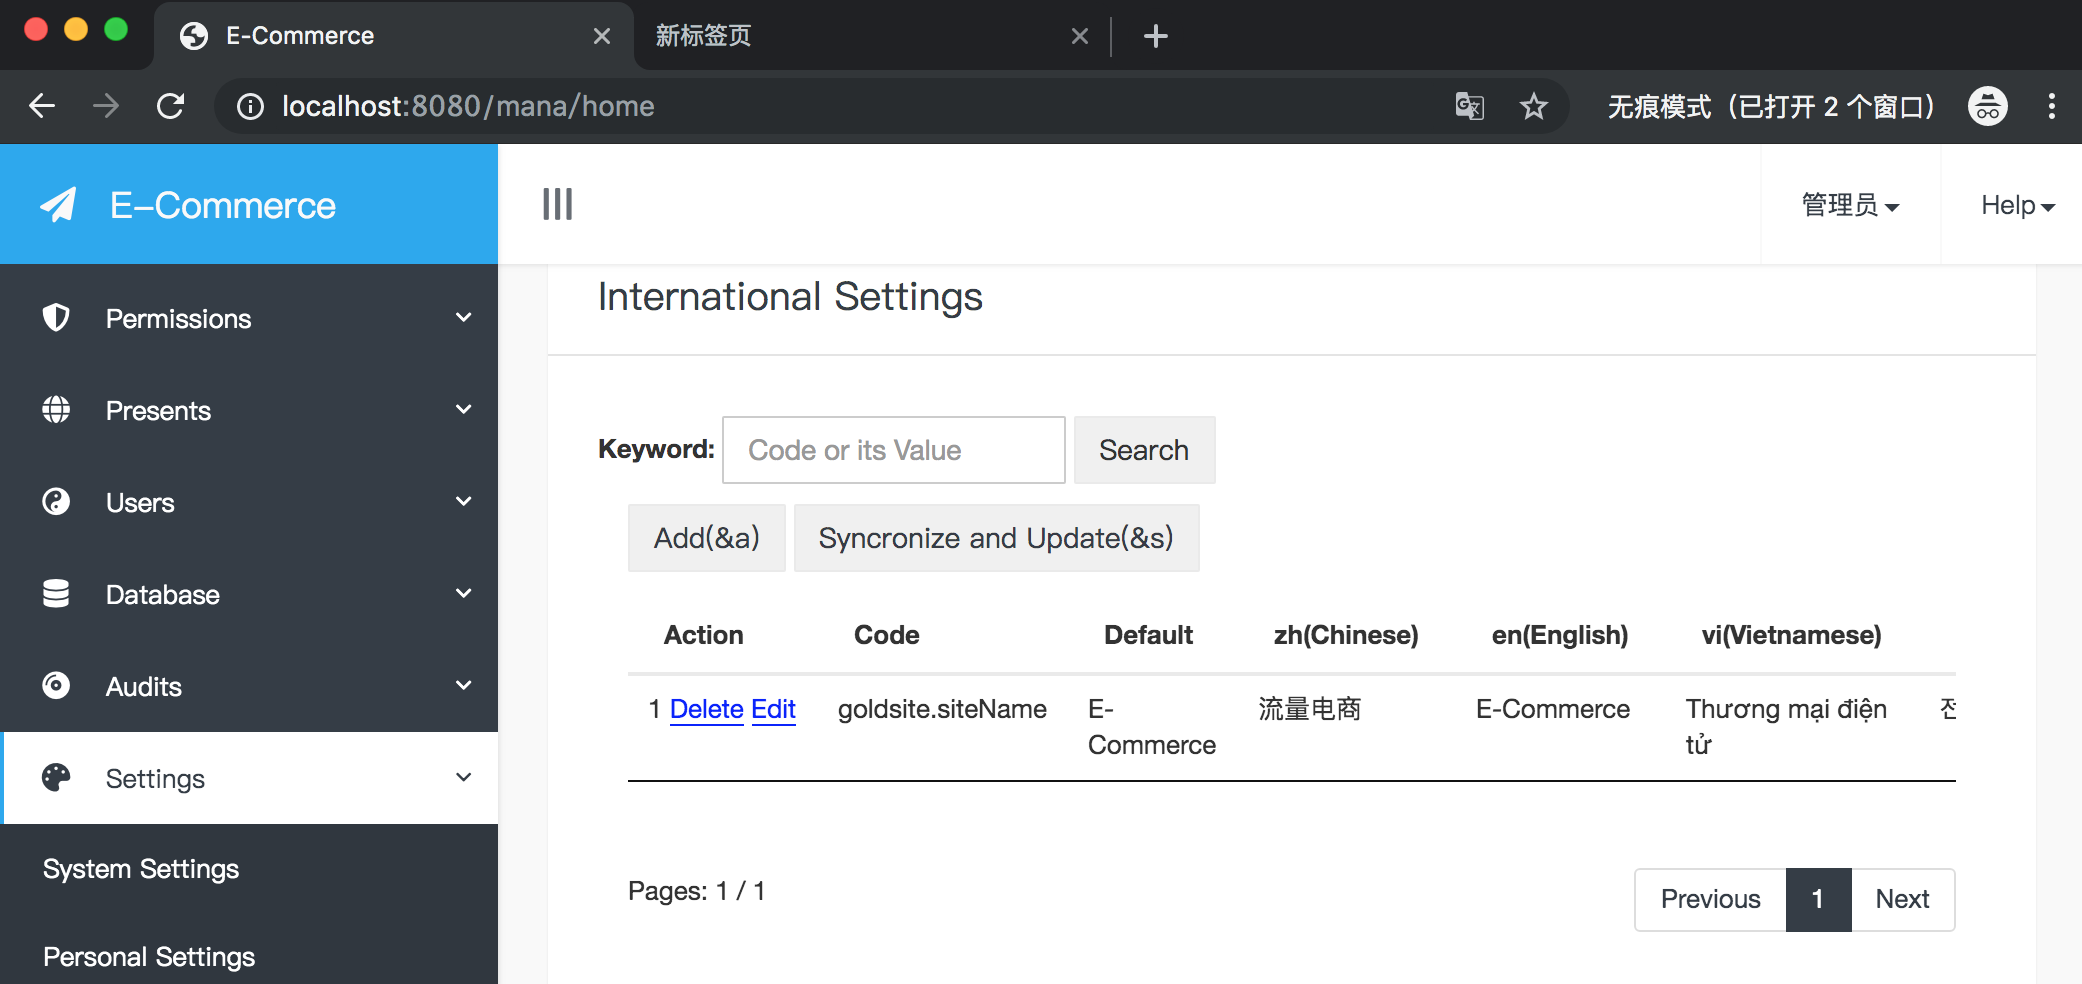 E-Commerce
新标签页
localhost:8080/mana/home
无痕模式（已打开 2 个窗口）
E-Commerce
管理员
Help
Permissions
Presents
Users
Database
Audits
Settings
System Settings
Personal Settings
International Settings
Keyword: Code or its Value Search
Add(&a) Syncronize and Update(&s)
Action Code Default zh(Chinese) en(English) vi(Vietnamese)
1 Delete Edit goldsite.siteName E-Commerce 流量电商 E-Commerce Thương mại điện tử
Pages: 1 / 1
Previous 1 Next